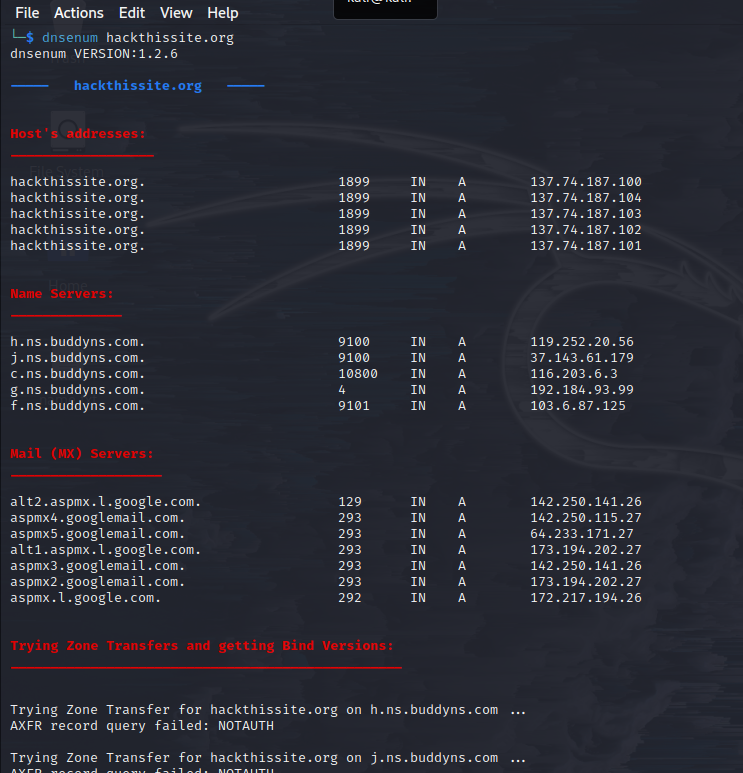 File Actions Edit View Help
└─$ dnsenum hackthissite.org
dnsenum VERSION:1.2.6
----- hackthissite.org -----
Host's addresses:
hackthissite.org. 1899 IN A 137.74.187.100
hackthissite.org. 1899 IN A 137.74.187.104
hackthissite.org. 1899 IN A 137.74.187.103
hackthissite.org. 1899 IN A 137.74.187.102
hackthissite.org. 1899 IN A 137.74.187.101
Name Servers:
h.ns.buddyns.com. 9100 IN A 119.252.20.56
j.ns.buddyns.com. 9100 IN A 37.143.61.179
c.ns.buddyns.com. 10800 IN A 116.203.6.3
g.ns.buddyns.com. 4 IN A 192.184.93.99
f.ns.buddyns.com. 9101 IN A 103.6.87.125
Mail (MX) Servers:
alt2.aspmx.l.google.com. 129 IN A 142.250.141.26
aspmx4.googlemail.com. 293 IN A 142.250.115.27
aspmx5.googlemail.com. 293 IN A 64.233.171.27
alt1.aspmx.l.google.com. 293 IN A 173.194.202.27
aspmx3.googlemail.com. 293 IN A 142.250.141.26
aspmx2.googlemail.com. 293 IN A 173.194.202.27
aspmx.l.google.com. 292 IN A 172.217.194.26
Trying Zone Transfers and getting Bind Versions:
Trying Zone Transfer for hackthissite.org on h.ns.buddyns.com ...
AXFR record query failed: NOTAUTH
Trying Zone Transfer for hackthissite.org on j.ns.buddyns.com ...
AXFR record query failed: NOTAUTH